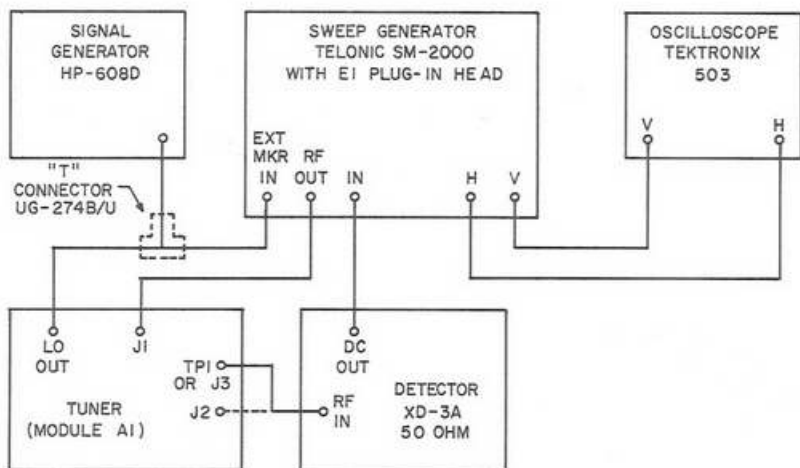 SIGNAL
GENERATOR
HP-608D
SWEEP GENERATOR
TELONIC SM-2000
WITH E1 PLUG-IN HEAD
OSCILLOSCOPE
TEKTRONIX
503
V
H
EXT
MKR
IN
RF
OUT
IN
H
V
"T"
CONNECTOR
UG-274B/U
LO
OUT
J1
TP1
OR J3
J2
TUNER
(MODULE A1)
DC
OUT
RF
IN
DETECTOR
XD-3A
50 OHM